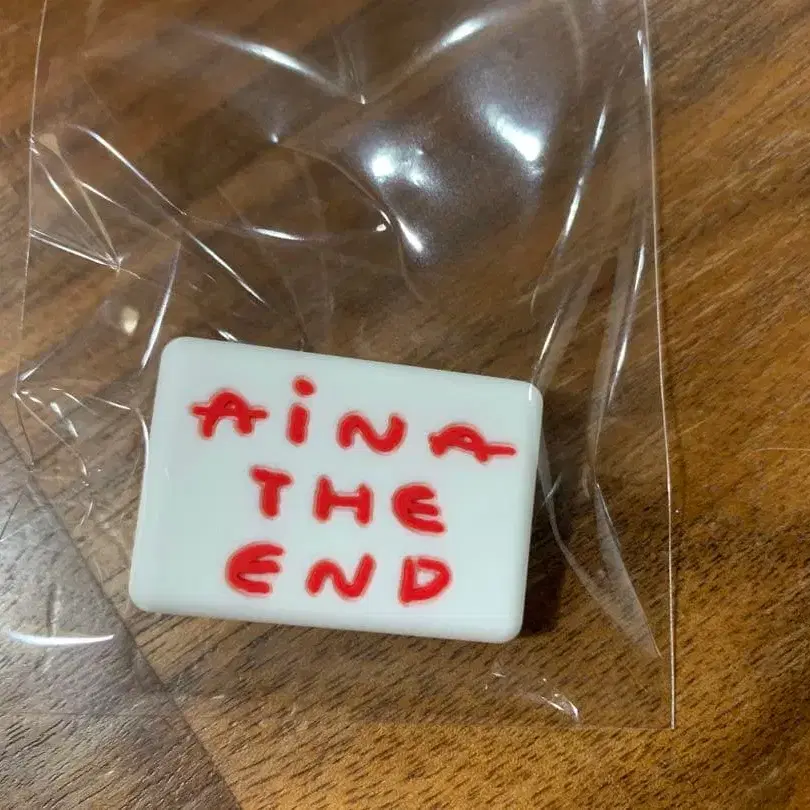 AiNA
THE
END